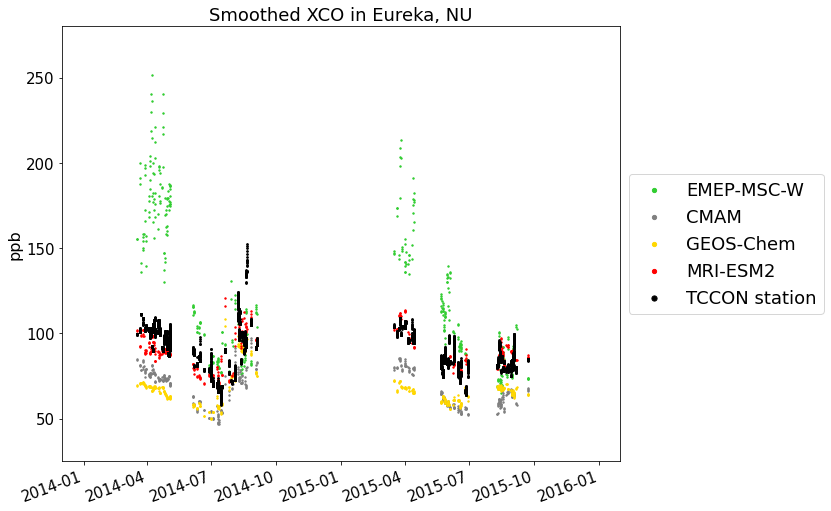 Smoothed XCO in Eureka, NU
ppb
250
200
150
100
50
2014-01
2014-04
2014-07
2014-10
2015-01
2015-04
2015-07
2015-10
2016-01
EMEP-MSC-W
CMAM
GEOS-Chem
MRI-ESM2
TCCON station